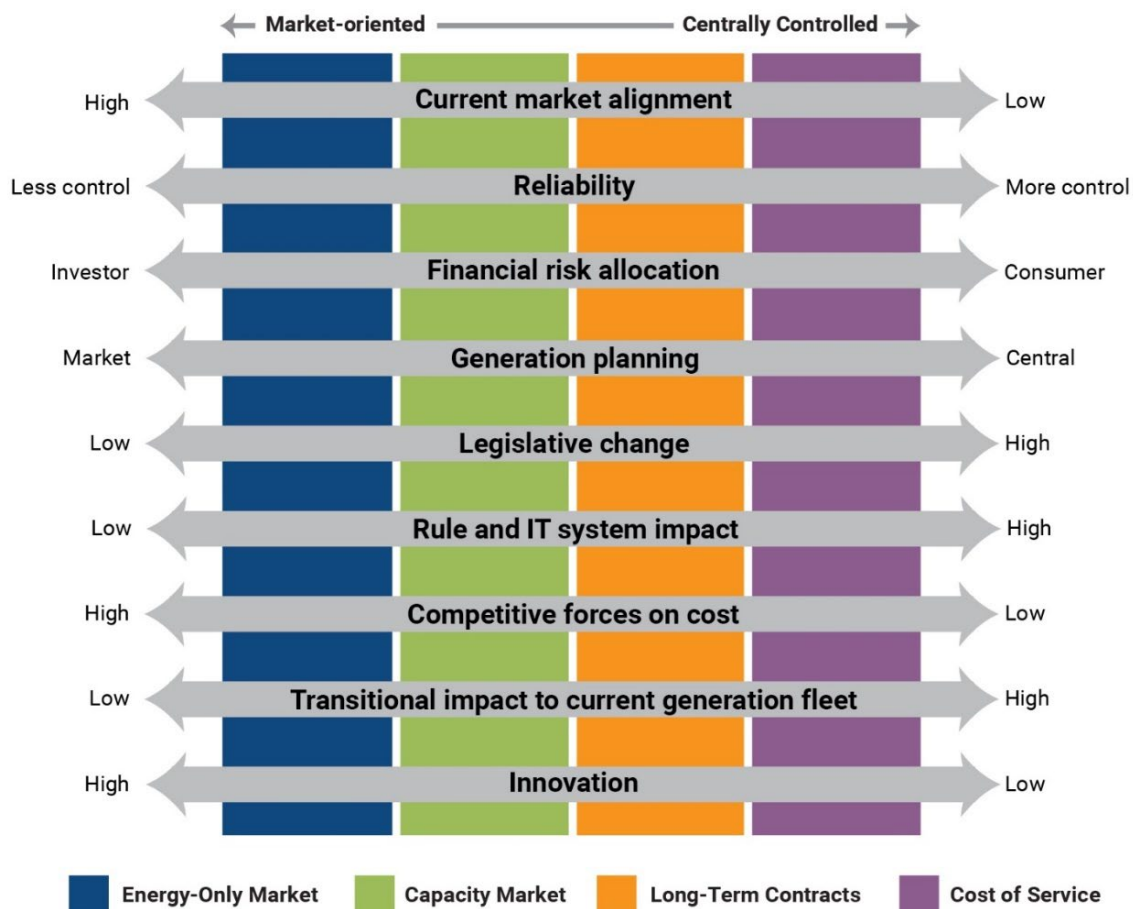 Market-oriented Centrally Controlled
High Current market alignment Low
Less control Reliability More control
Investor Financial risk allocation Consumer
Market Generation planning Central
Low Legislative change High
Low Rule and IT system impact High
High Competitive forces on cost Low
Low Transitional impact to current generation fleet High
High Innovation Low
Energy-Only Market Capacity Market Long-Term Contracts Cost of Service